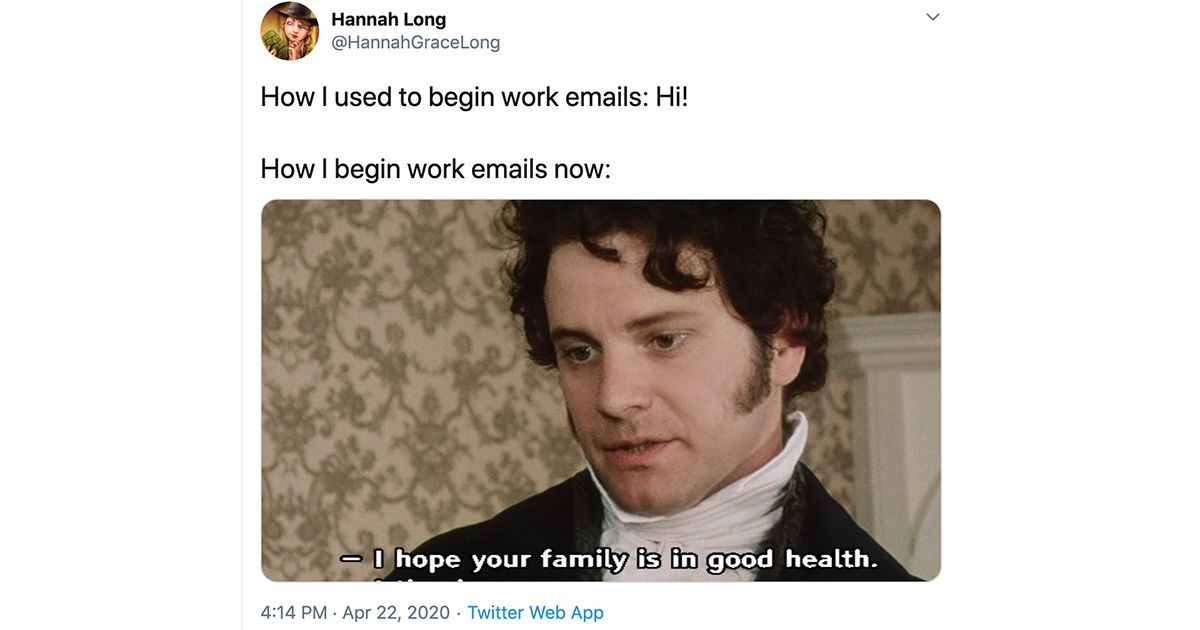 Hannah Long
@HannahGraceLong
How I used to begin work emails: Hi!
How I begin work emails now:
– I hope your family is in good health.
4:14 PM · Apr 22, 2020 · Twitter Web App